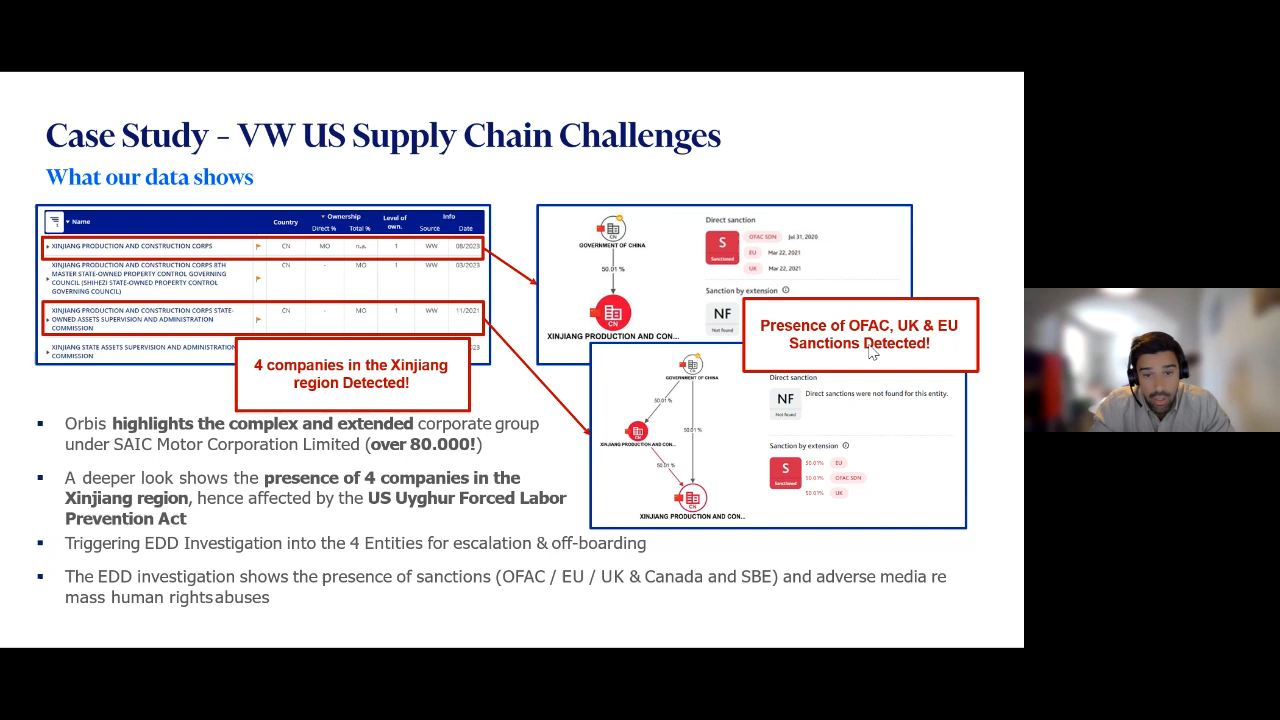 Case Study – VW US Supply Chain Challenges
What our data shows
Name
Country
Ownership
Direct %
Total %
Level of own.
Info
Source
Date
XINJIANG PRODUCTION AND CONSTRUCTION CORPS
CN MO n.a. 1 WW 08/2023
XINJIANG PRODUCTION AND CONSTRUCTION CORPS 8TH
MASTER STATE-OWNED PROPERTY CONTROL GOVERNING
COUNCIL (SHIHEZI STATE-OWNED PROPERTY CONTROL
GOVERNING COUNCIL)
CN - MO 1 WW 03/2023
XINJIANG PRODUCTION AND CONSTRUCTION CORPS STATE-
OWNED ASSETS SUPERVISION AND ADMINISTRATION
COMMISSION
CN - MO 1 WW 11/2021
XINJIANG STATE ASSETS SUPERVISION AND ADMINISTRATION
COMMISSION
4 companies in the Xinjiang
region Detected!
GOVERNMENT OF CHINA
50.01 %
CN
XINJIANG PRODUCTION AND CON...
Direct sanction
S
Sanctioned
OFAC SDN Jul 31, 2020
EU Mar 22, 2021
UK Mar 22, 2021
Sanction by extension
NF
Not found
Presence of OFAC, UK & EU
Sanctions Detected!
GOVERNMENT OF CHINA
50.01 %
50.01 %
XINJIANG PRODUCTION AND CON...
50.01 %
CN
XINJIANG PRODUCTION AND CON...
Direct sanction
NF
Not found
Direct sanctions were not found for this entity.
Sanction by extension
S
Sanctioned
50.01% EU
50.01% OFAC SDN
50.01% UK
▪ Orbis highlights the complex and extended corporate group
under SAIC Motor Corporation Limited (over 80.000!)
▪ A deeper look shows the presence of 4 companies in the
Xinjiang region, hence affected by the US Uyghur Forced Labor
Prevention Act
▪ Triggering EDD Investigation into the 4 Entities for escalation & off-boarding
▪ The EDD investigation shows the presence of sanctions (OFAC / EU / UK & Canada and SBE) and adverse media re
mass human rights abuses